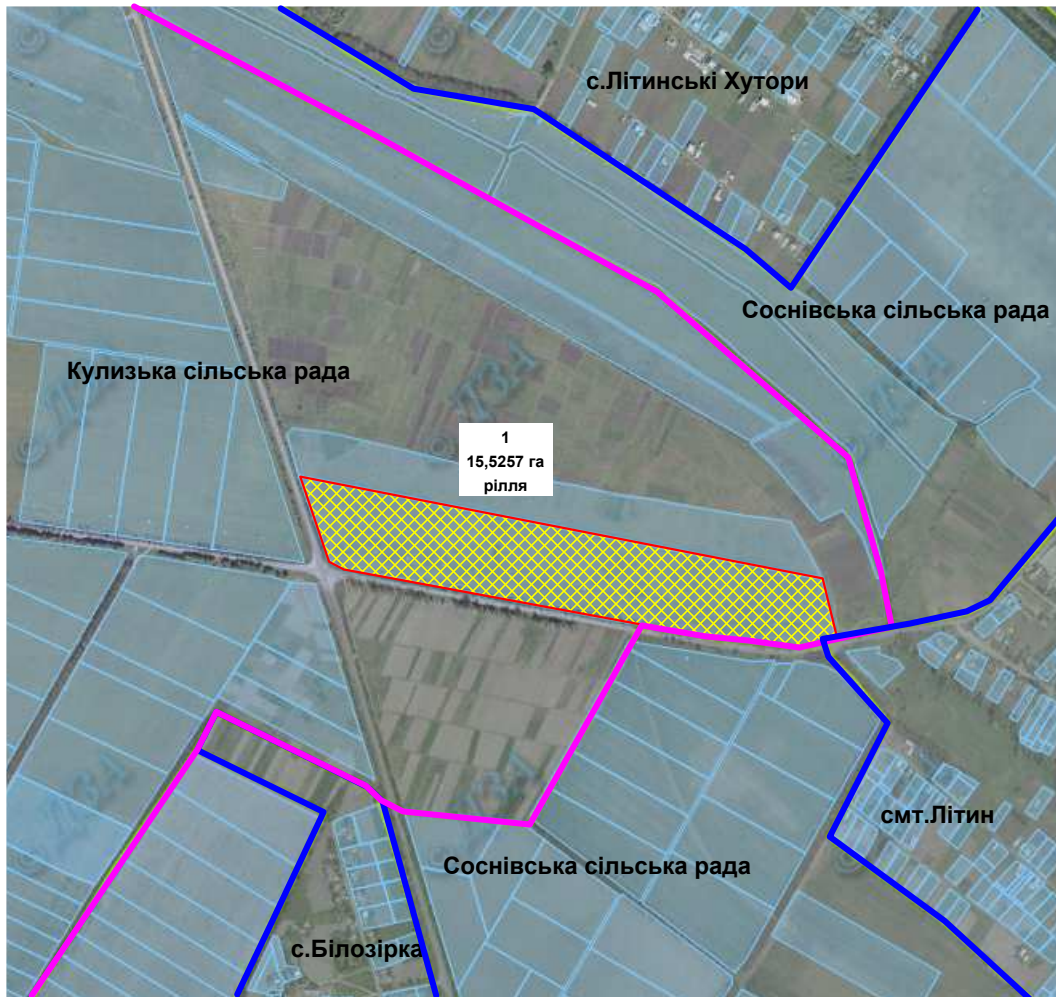 с.Літинські Хутори
Соснівська сільська рада
Кулизька сільська рада
1
15,5257 га
рілля
смт.Літин
Соснівська сільська рада
с.Білозірка